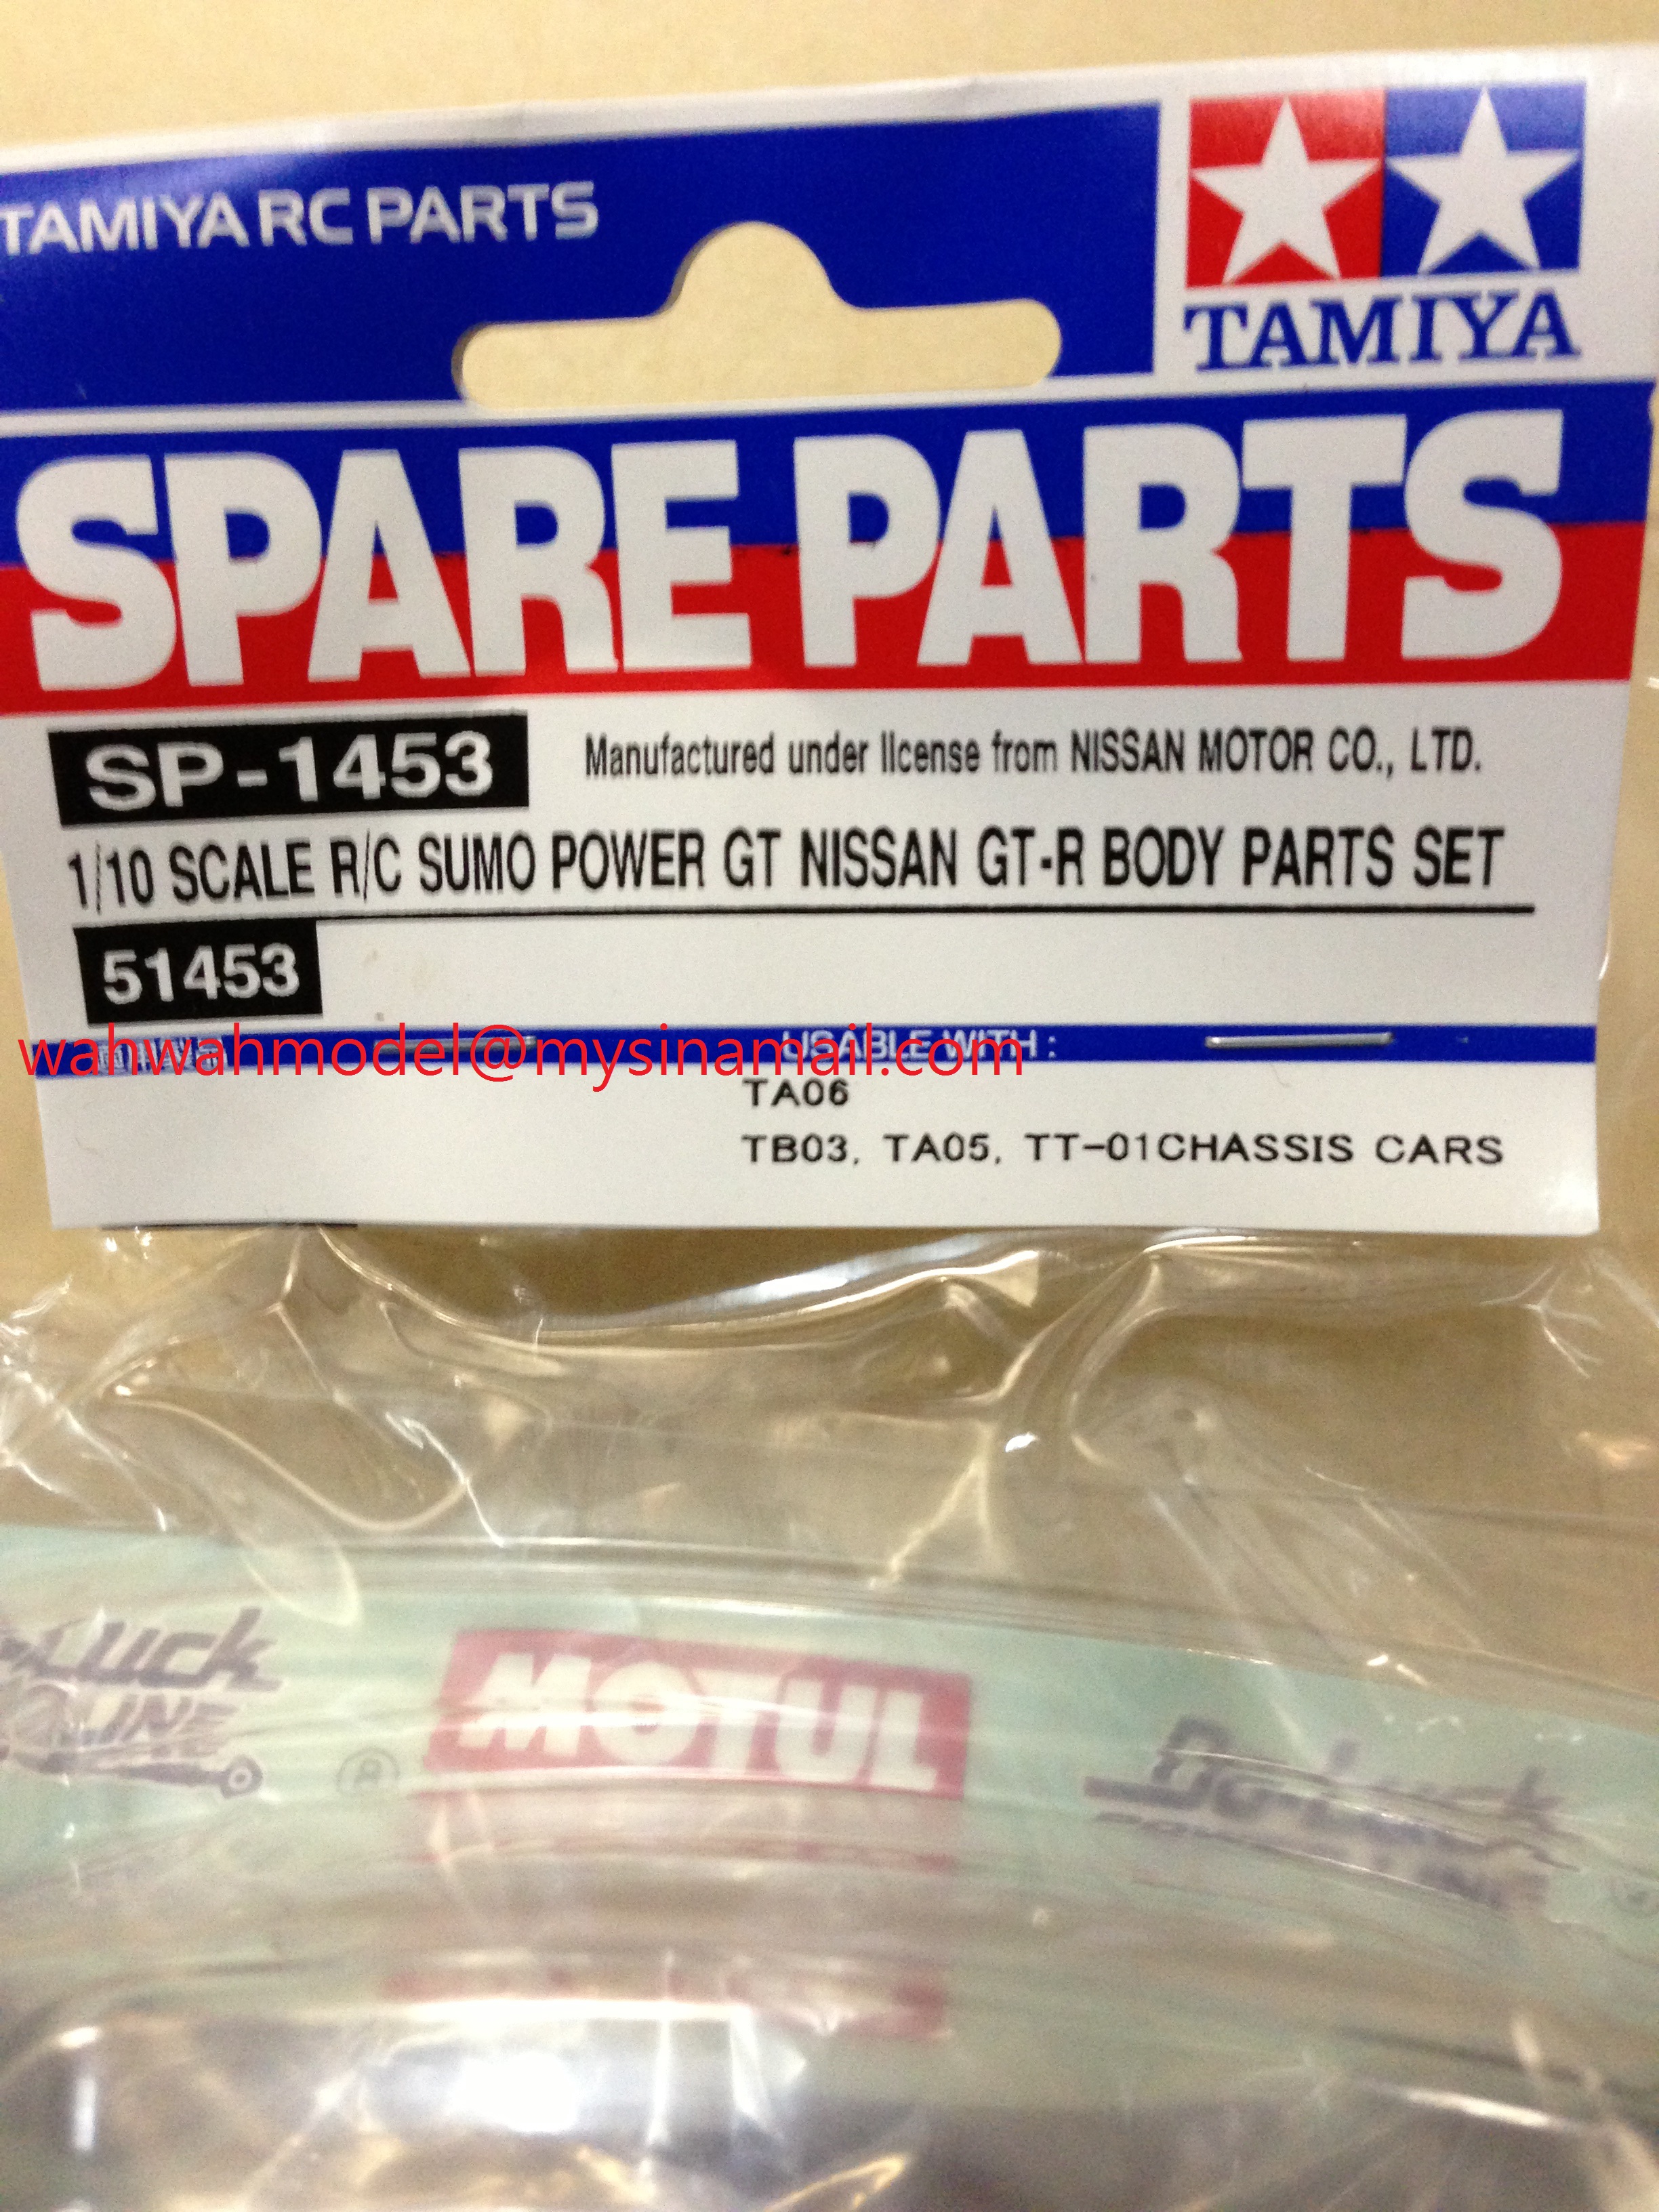 TAMIYA RC PARTS
TAMIYA
SPARE PARTS
SP-1453
Manufactured under license from NISSAN MOTOR CO., LTD.
1/10 SCALE R/C SUMO POWER GT NISSAN GT-R BODY PARTS SET
51453
wahwahmodel@mysinamail.com
USABLE WITH :
TA06
TB03, TA05, TT-01CHASSIS CARS
MOTUL
®